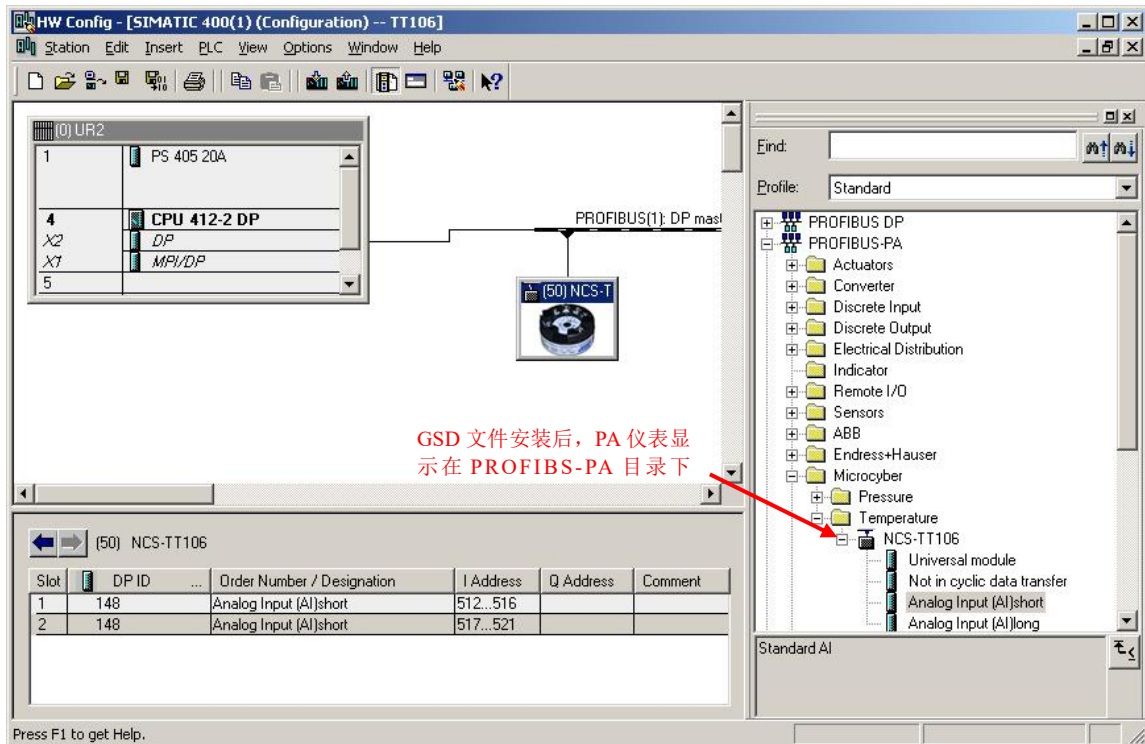 HW Config - [SIMATIC 400(1) (Configuration) -- TT106]
Station Edit Insert PLC View Options Window Help
(0) UR2
1 PS 405 20A
4 CPU 412-2 DP
X2 DP
X1 MPI/DP
5
PROFIBUS(1): DP mas
(50) NCS-T
GSD 文件安装后，PA 仪表显
示在 PROFIBS-PA 目录下
Find:
Profile: Standard
PROFIBUS DP
PROFIBUS-PA
Actuators
Converter
Discrete Input
Discrete Output
Electrical Distribution
Indicator
Remote I/O
Sensors
ABB
Endress+Hauser
Microcyber
Pressure
Temperature
NCS-TT106
Universal module
Not in cyclic data transfer
Analog Input (AI)short
Analog Input (AI)long
Standard AI
(50) NCS-TT106
Slot DP ID ... Order Number / Designation I Address Q Address Comment
1 148 Analog Input (AI)short 512...516
2 148 Analog Input (AI)short 517...521
Press F1 to get Help.